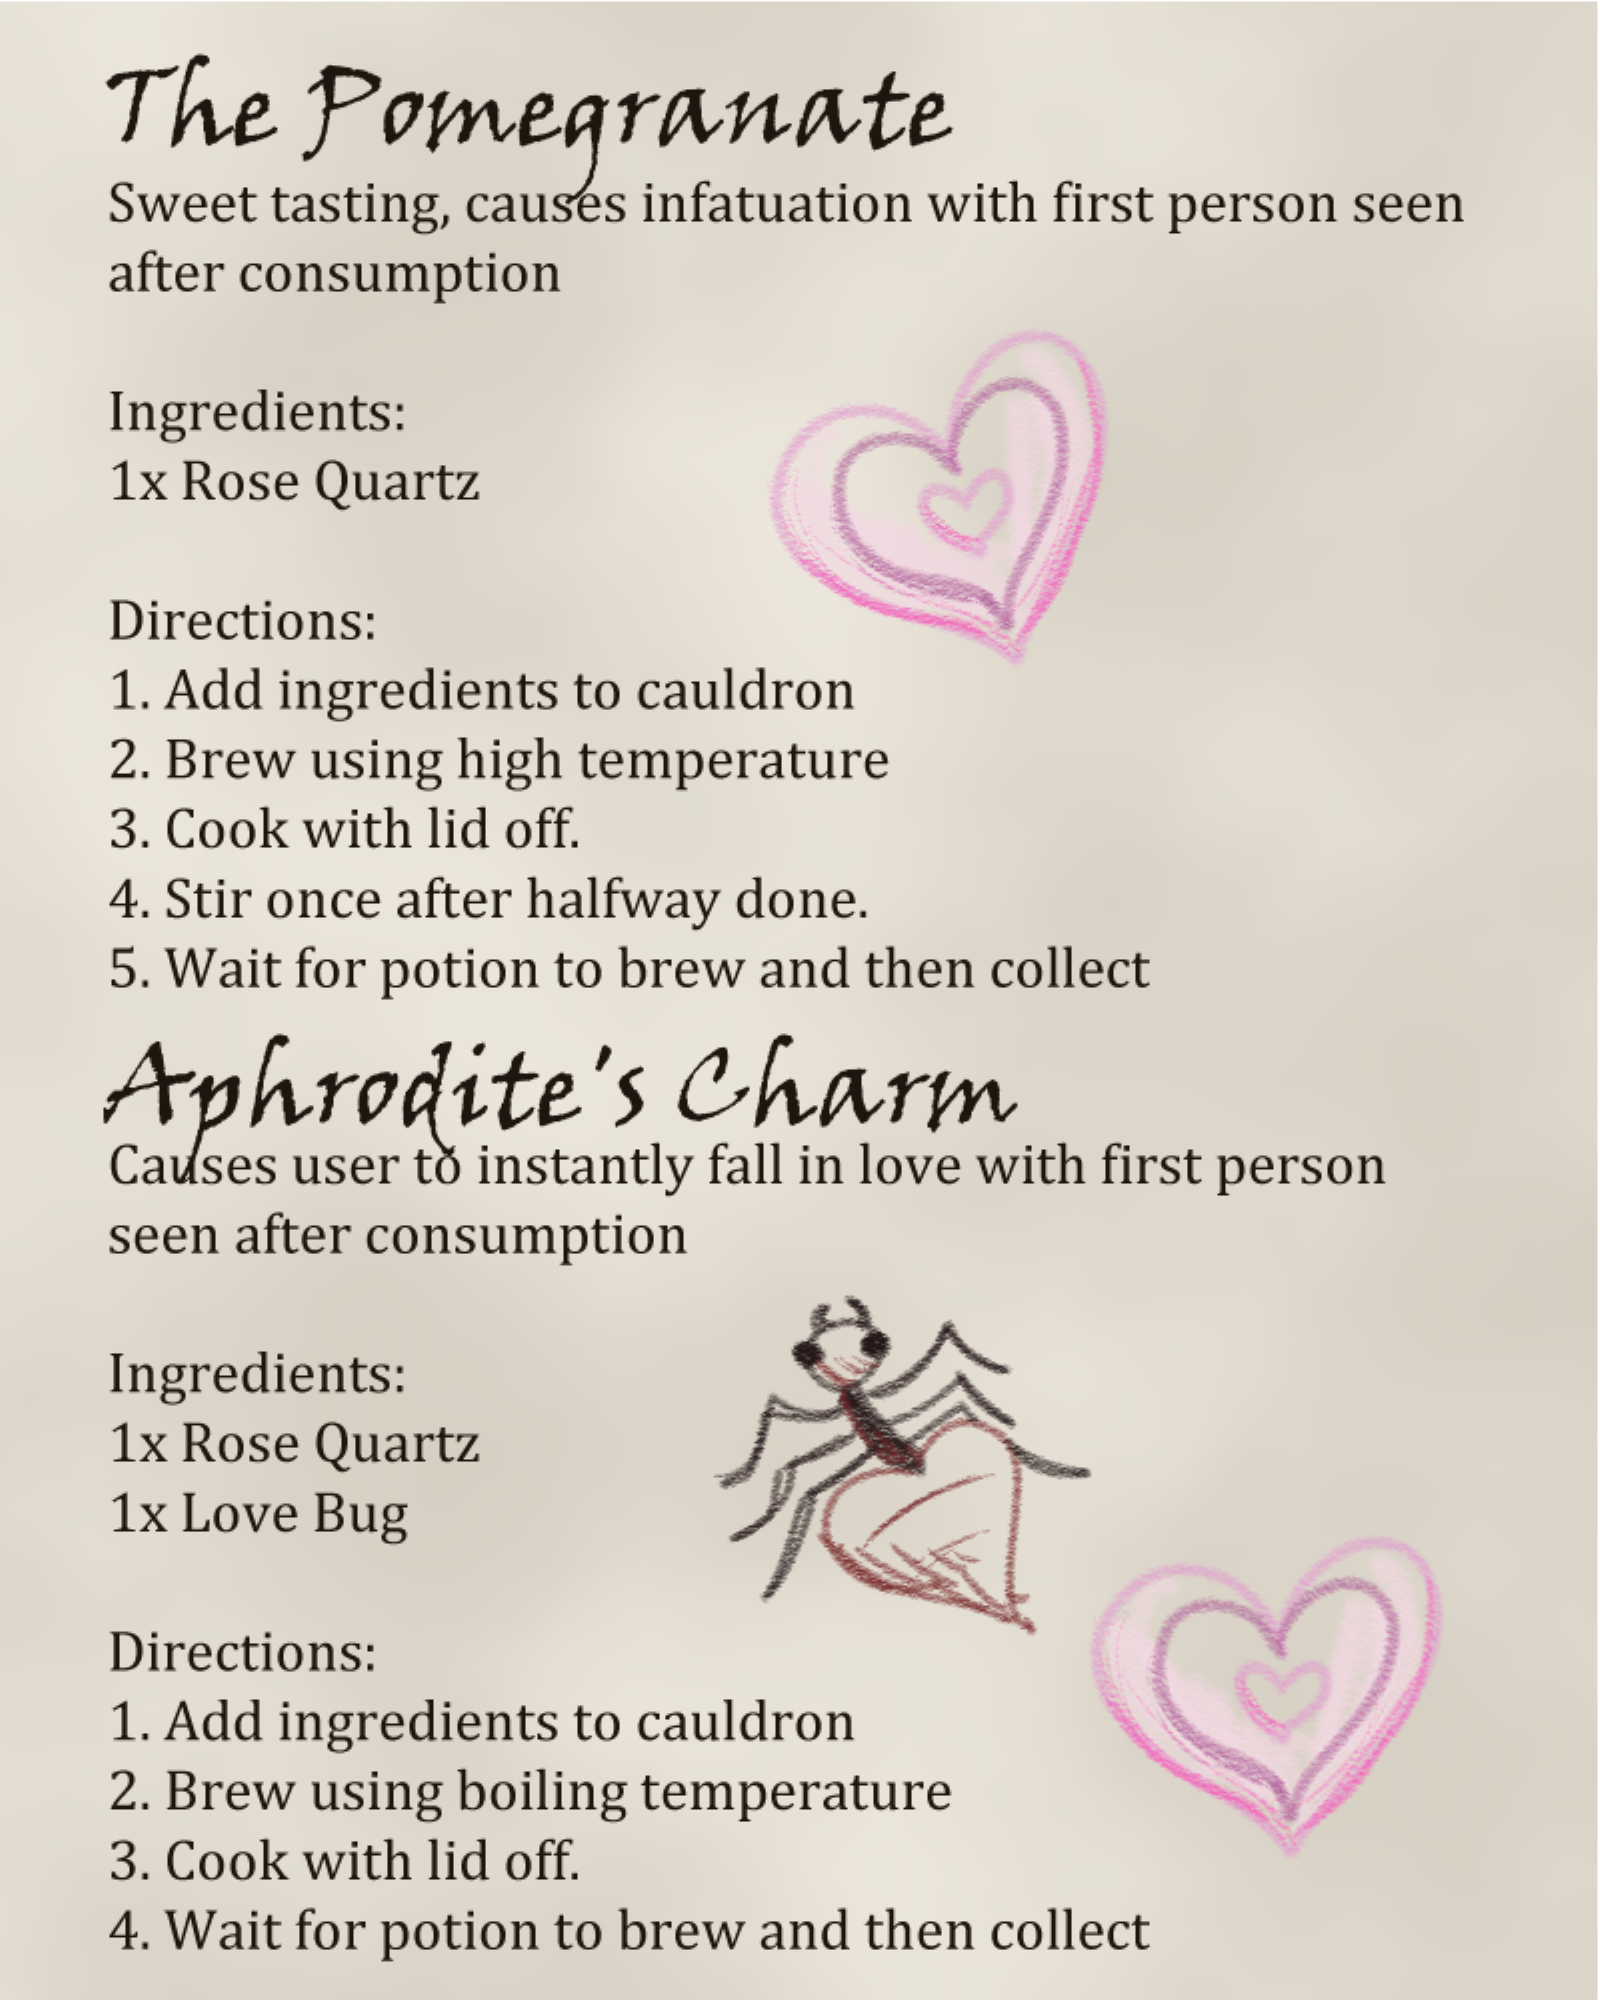 The Pomegranate
Sweet tasting, causes infatuation with first person seen
after consumption
Ingredients:
1x Rose Quartz
Directions:
1. Add ingredients to cauldron
2. Brew using high temperature
3. Cook with lid off.
4. Stir once after halfway done.
5. Wait for potion to brew and then collect
Aphrodite's Charm
Causes user to instantly fall in love with first person
seen after consumption
Ingredients:
1x Rose Quartz
1x Love Bug
Directions:
1. Add ingredients to cauldron
2. Brew using boiling temperature
3. Cook with lid off.
4. Wait for potion to brew and then collect